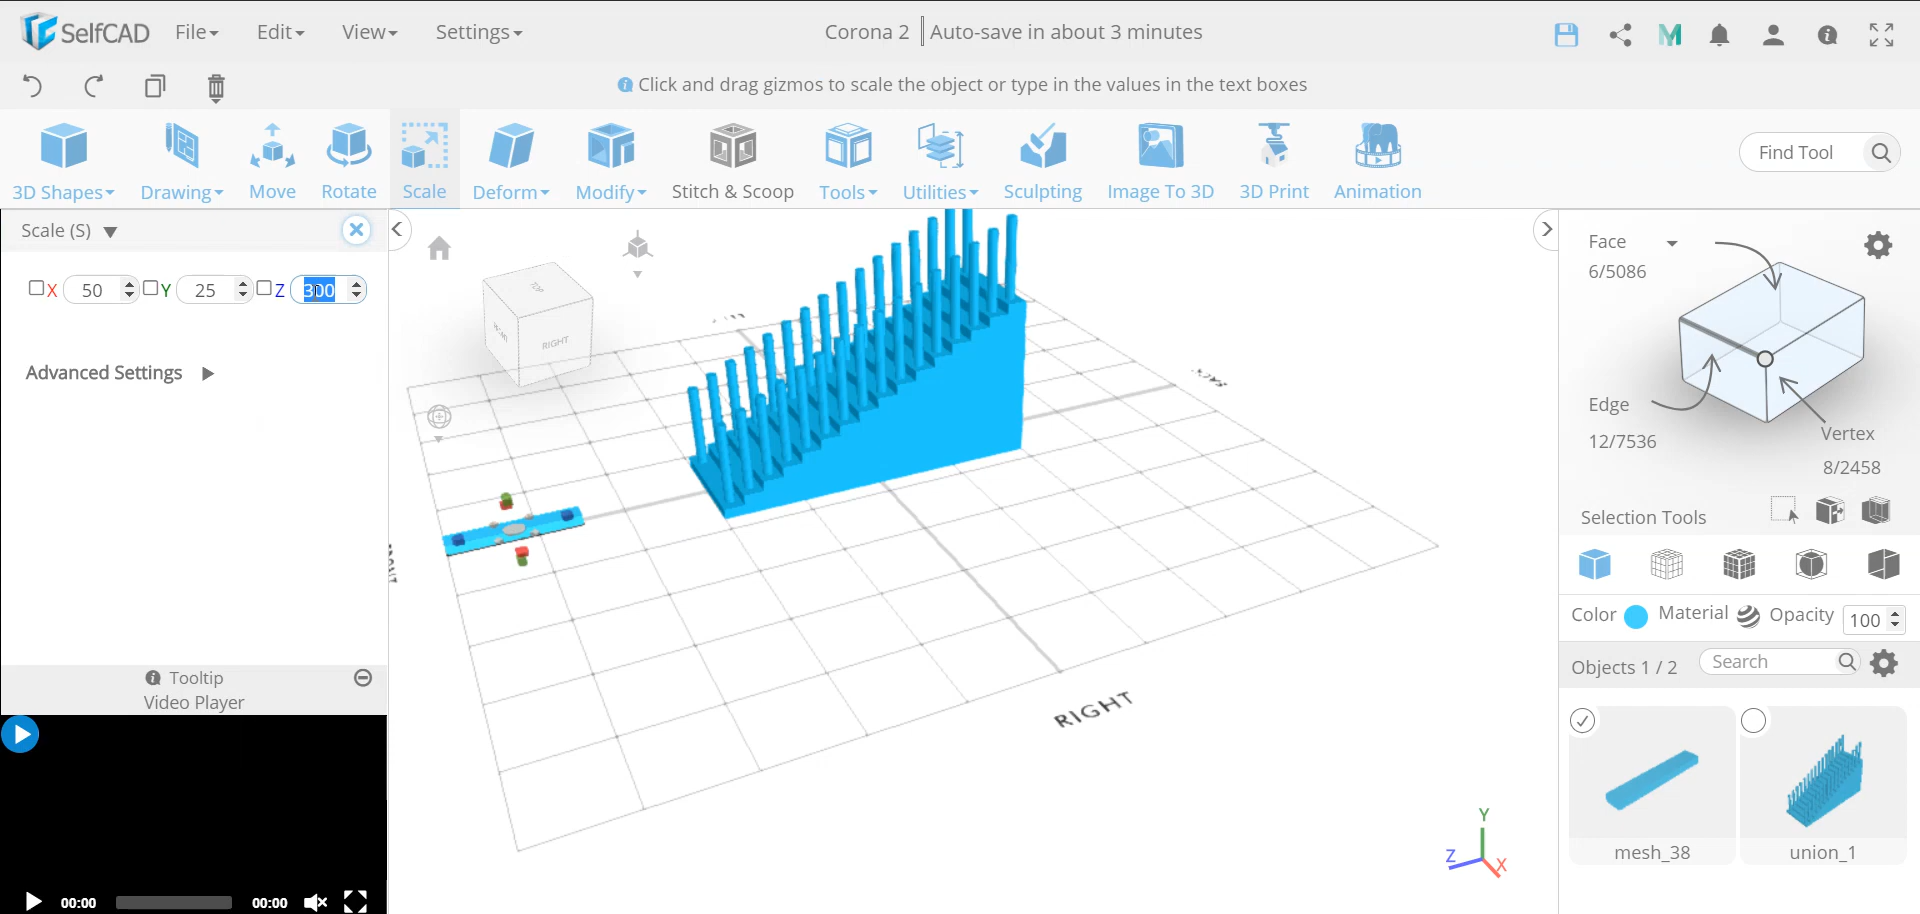 SelfCAD File Edit View Settings Corona 2 Auto-save in about 3 minutes
Click and drag gizmos to scale the object or type in the values in the text boxes
3D Shapes Drawing Move Rotate Scale Deform Modify Stitch & Scoop Tools Utilities Sculpting Image To 3D 3D Print Animation Find Tool
Scale (S)
X 50 Y 25 Z 300
Advanced Settings
Tooltip
Video Player
00:00 00:00
TOP
FRONT RIGHT
RIGHT
Y
Z X
Face
6/5086
Edge
12/7536
Vertex
8/2458
Selection Tools
Color Material Opacity 100
Objects 1 / 2 Search
mesh_38 union_1